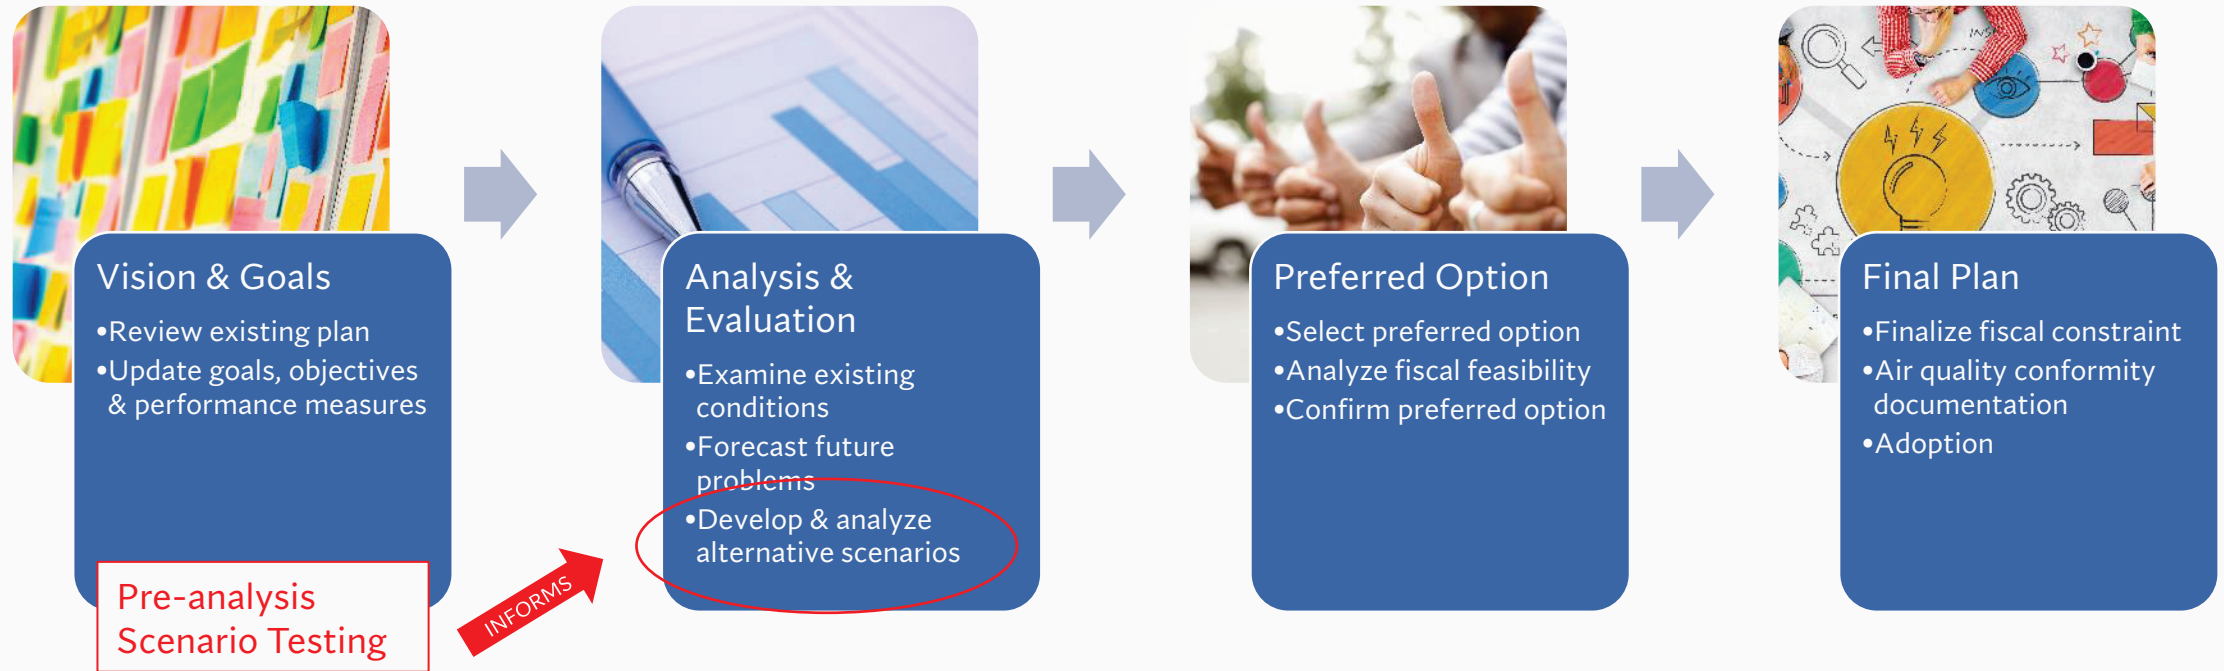 Vision & Goals
•Review existing plan
•Update goals, objectives
& performance measures
Pre-analysis
Scenario Testing
INFORMS
Analysis &
Evaluation
•Examine existing
conditions
•Forecast future
problems
•Develop & analyze
alternative scenarios
Preferred Option
•Select preferred option
•Analyze fiscal feasibility
•Confirm preferred option
Final Plan
•Finalize fiscal constraint
•Air quality conformity
documentation
•Adoption